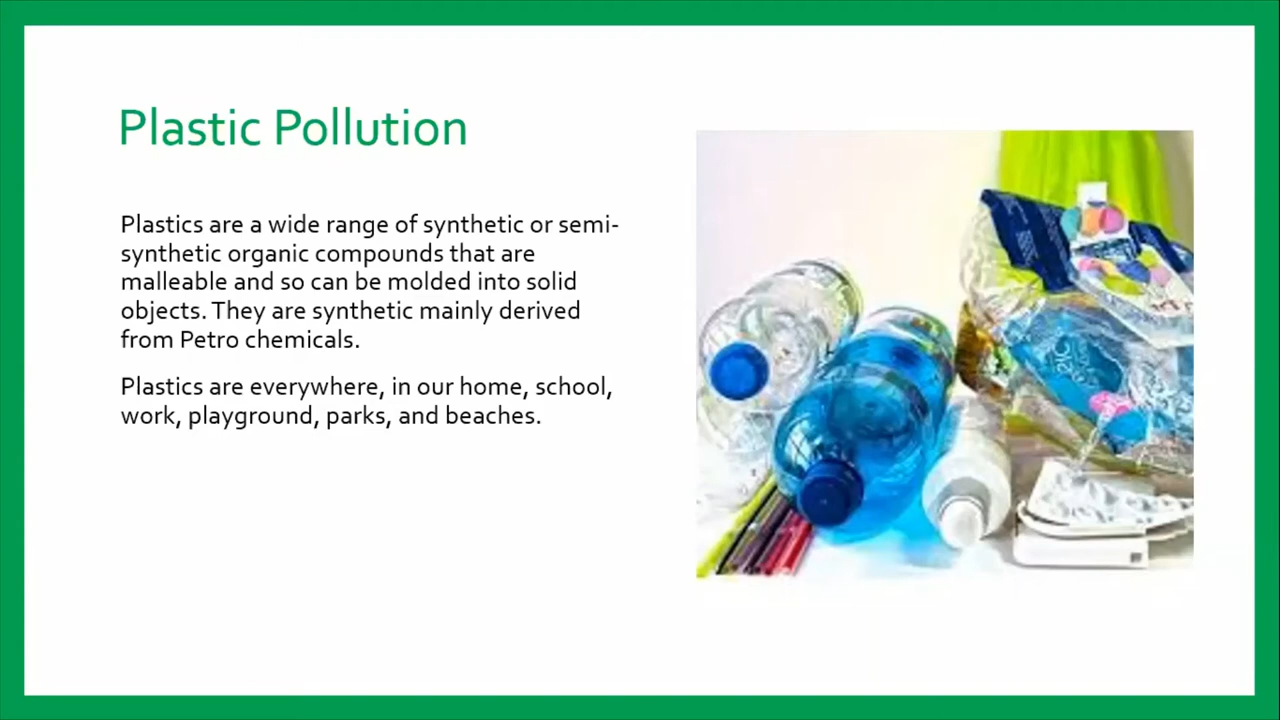 Plastic Pollution
Plastics are a wide range of synthetic or semi-
synthetic organic compounds that are
malleable and so can be molded into solid
objects. They are synthetic mainly derived
from Petro chemicals.
Plastics are everywhere, in our home, school,
work, playground, parks, and beaches.